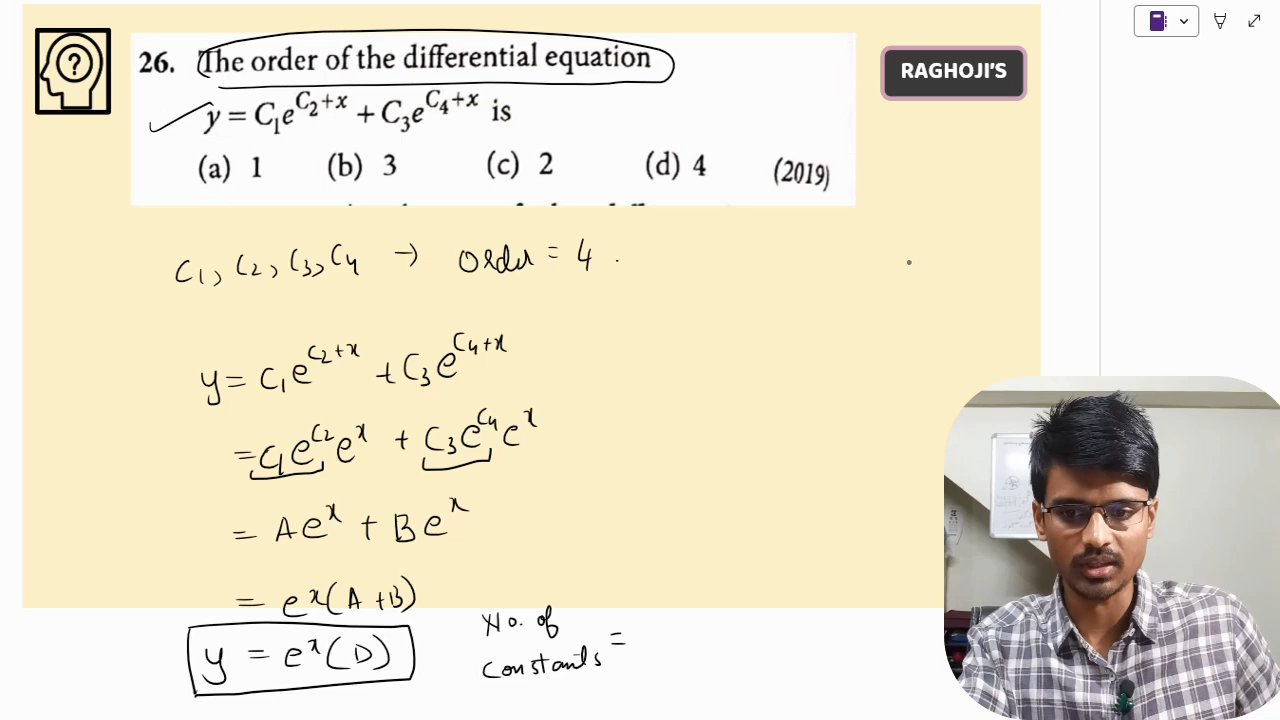 26. The order of the differential equation
y = C₁e^(C₂+x) + C₃e^(C₄+x) is
(a) 1 (b) 3 (c) 2 (d) 4 (2019)
RAGHOJI'S
C₁, C₂, C₃, C₄ → order = 4 .
y = C₁e^(C₂+x) + C₃e^(C₄+x)
= C₁e^(C₂)e^x + C₃e^(C₄)e^x
= Ae^x + Be^x
= e^x(A+B)
y = e^x(D)
No. of
constants =